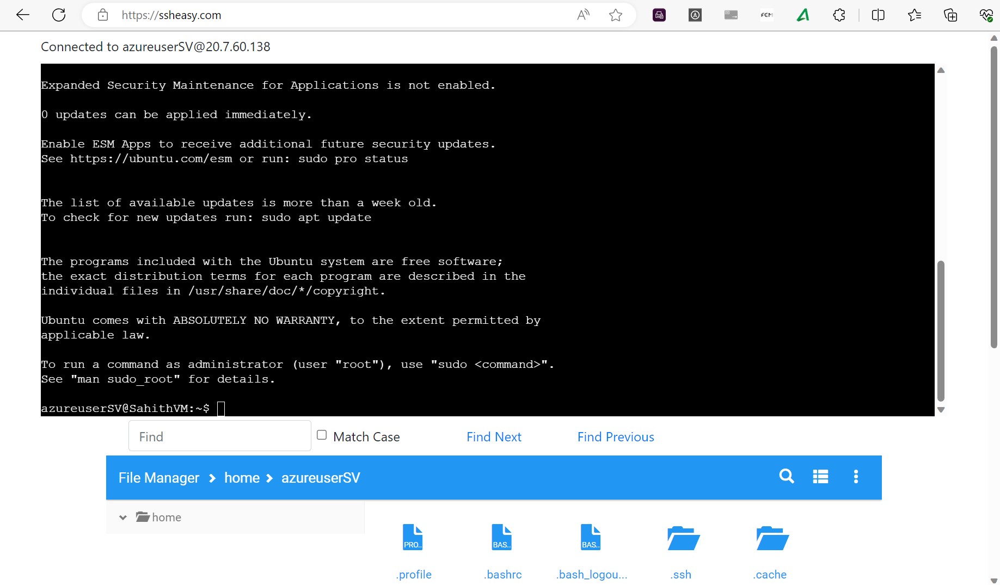 https://ssheasy.com
Connected to azureuserSV@20.7.60.138
Expanded Security Maintenance for Applications is not enabled.
0 updates can be applied immediately.
Enable ESM Apps to receive additional future security updates.
See https://ubuntu.com/esm or run: sudo pro status
The list of available updates is more than a week old.
To check for new updates run: sudo apt update
The programs included with the Ubuntu system are free software;
the exact distribution terms for each program are described in the
individual files in /usr/share/doc/*/copyright.
Ubuntu comes with ABSOLUTELY NO WARRANTY, to the extent permitted by
applicable law.
To run a command as administrator (user "root"), use "sudo <command>".
See "man sudo_root" for details.
azureuserSV@SahithVM:~$
Find Match Case Find Next Find Previous
File Manager > home > azureuserSV
home
PRO.. BAS.. BAS..
.profile .bashrc .bash_logou... .ssh .cache